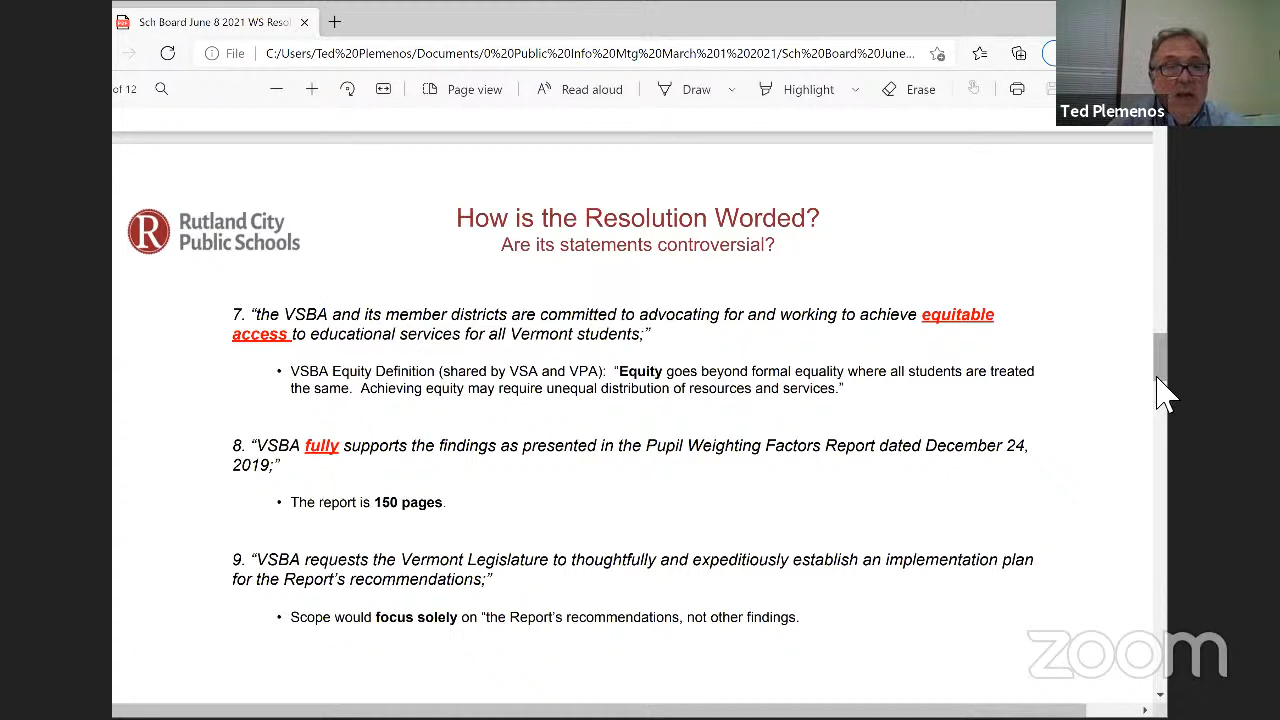 Sch Board June 8 2021 WS Resol
File
C:/Users/Ted%20Plemenos/Documents/0%20Public%20Info%20Mtg%20March%201%202021/Sch%20Board%20June...
of 12
Page view
Read aloud
Draw
Highlight
Erase
Ted Plemenos
R
Rutland City
Public Schools
How is the Resolution Worded?
Are its statements controversial?
7. “the VSBA and its member districts are committed to advocating for and working to achieve equitable
access to educational services for all Vermont students;”
• VSBA Equity Definition (shared by VSA and VPA): “Equity goes beyond formal equality where all students are treated
the same. Achieving equity may require unequal distribution of resources and services.”
8. “VSBA fully supports the findings as presented in the Pupil Weighting Factors Report dated December 24,
2019;”
• The report is 150 pages.
9. “VSBA requests the Vermont Legislature to thoughtfully and expeditiously establish an implementation plan
for the Report’s recommendations;”
• Scope would focus solely on “the Report’s recommendations, not other findings.
zoom